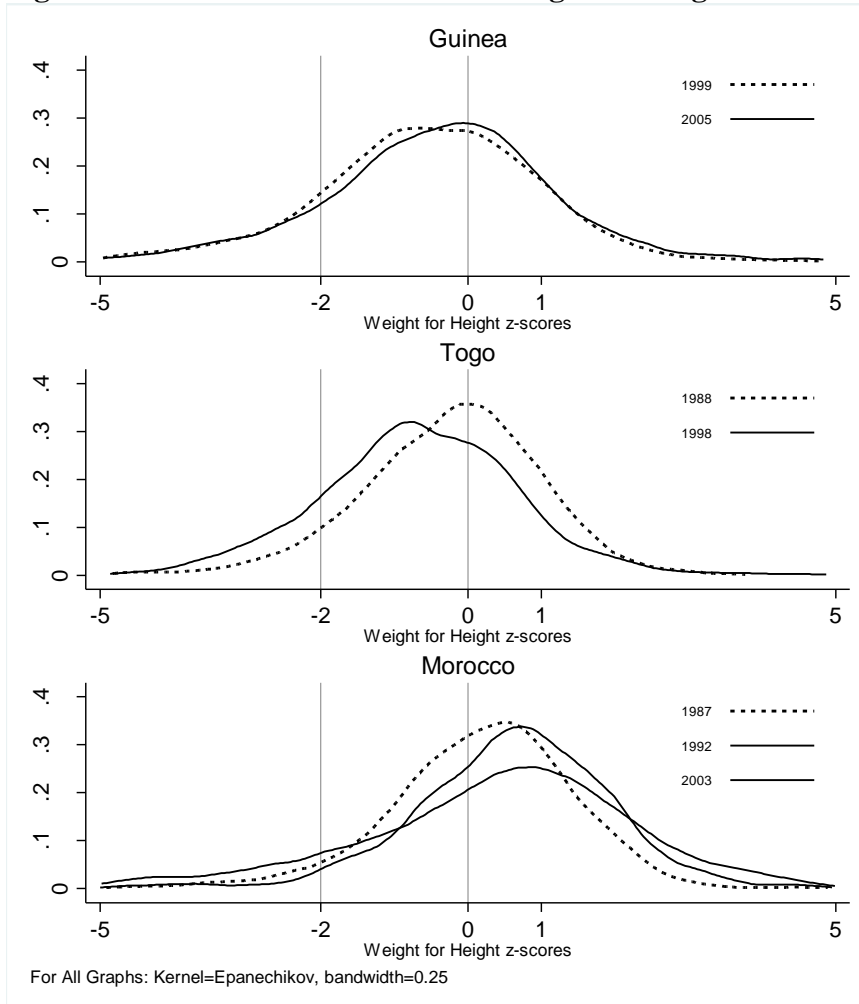 Guinea
.4
.3
.2
.1
0
1999
2005
-5 -2 0 1 5
Weight for Height z-scores
Togo
.4
.3
.2
.1
0
1988
1998
-5 -2 0 1 5
Weight for Height z-scores
Morocco
.4
.3
.2
.1
0
1987
1992
2003
-5 -2 0 1 5
Weight for Height z-scores
For All Graphs: Kernel=Epanechikov, bandwidth=0.25